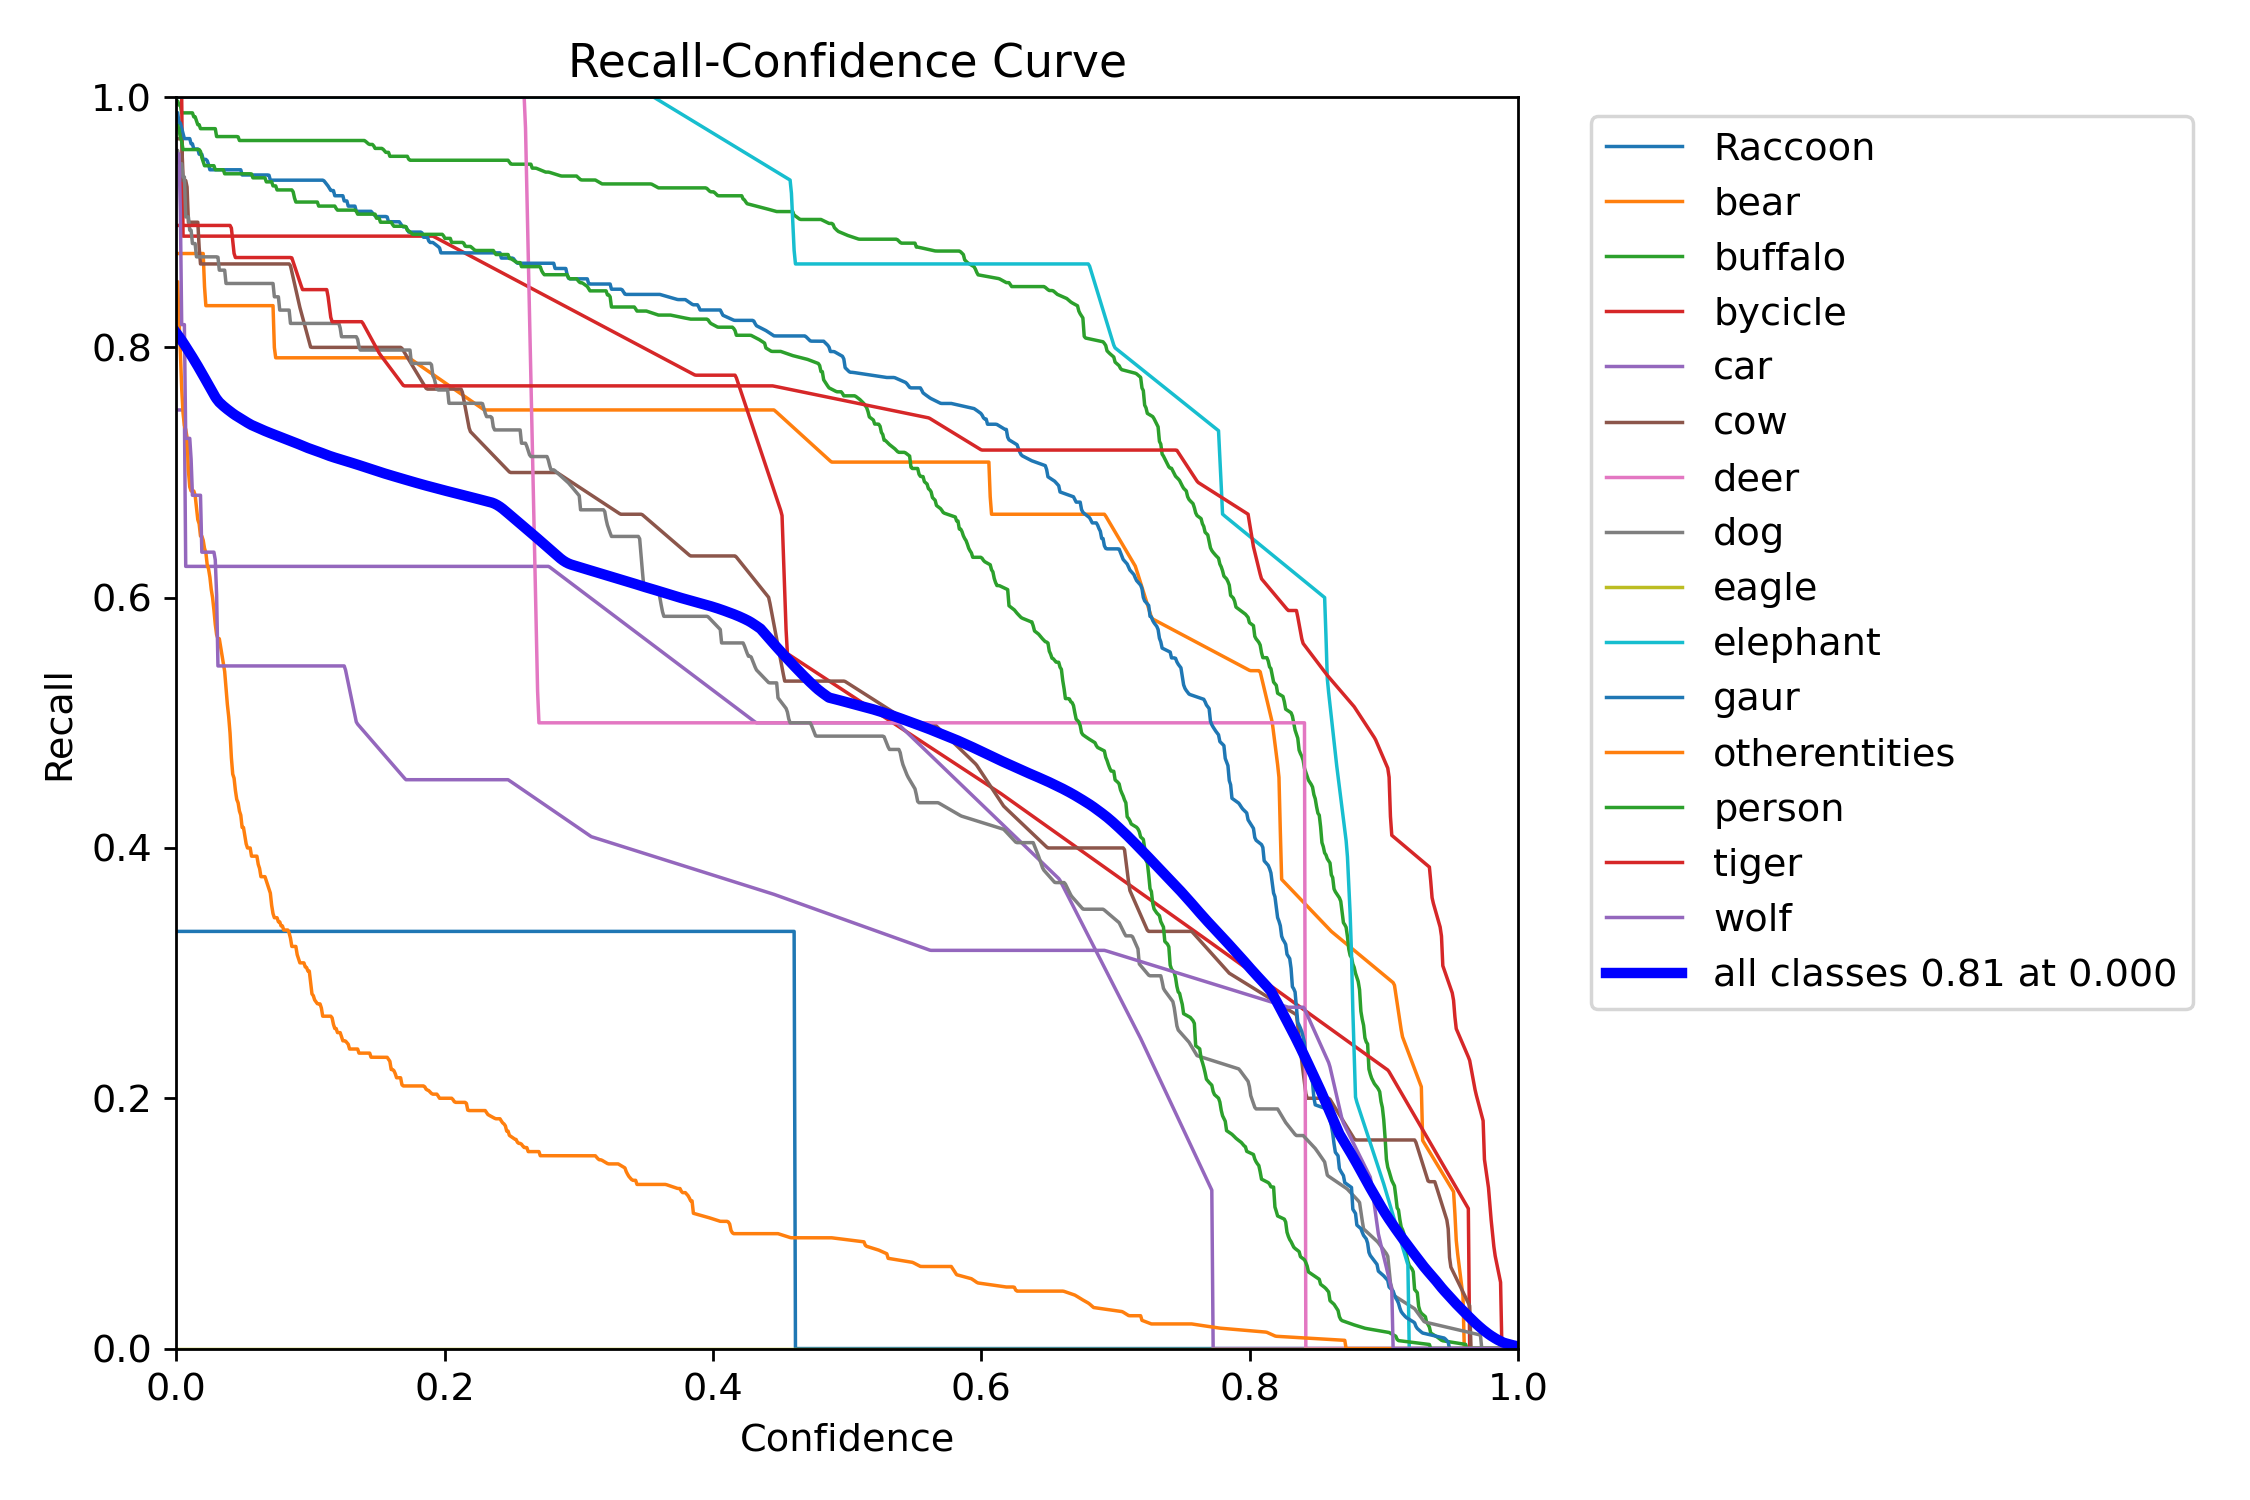 Recall-Confidence Curve
1.0
0.8
0.6
0.4
0.2
0.0
Recall
0.0 0.2 0.4 0.6 0.8 1.0
Confidence
Raccoon
bear
buffalo
bycicle
car
cow
deer
dog
eagle
elephant
gaur
otherentities
person
tiger
wolf
all classes 0.81 at 0.000